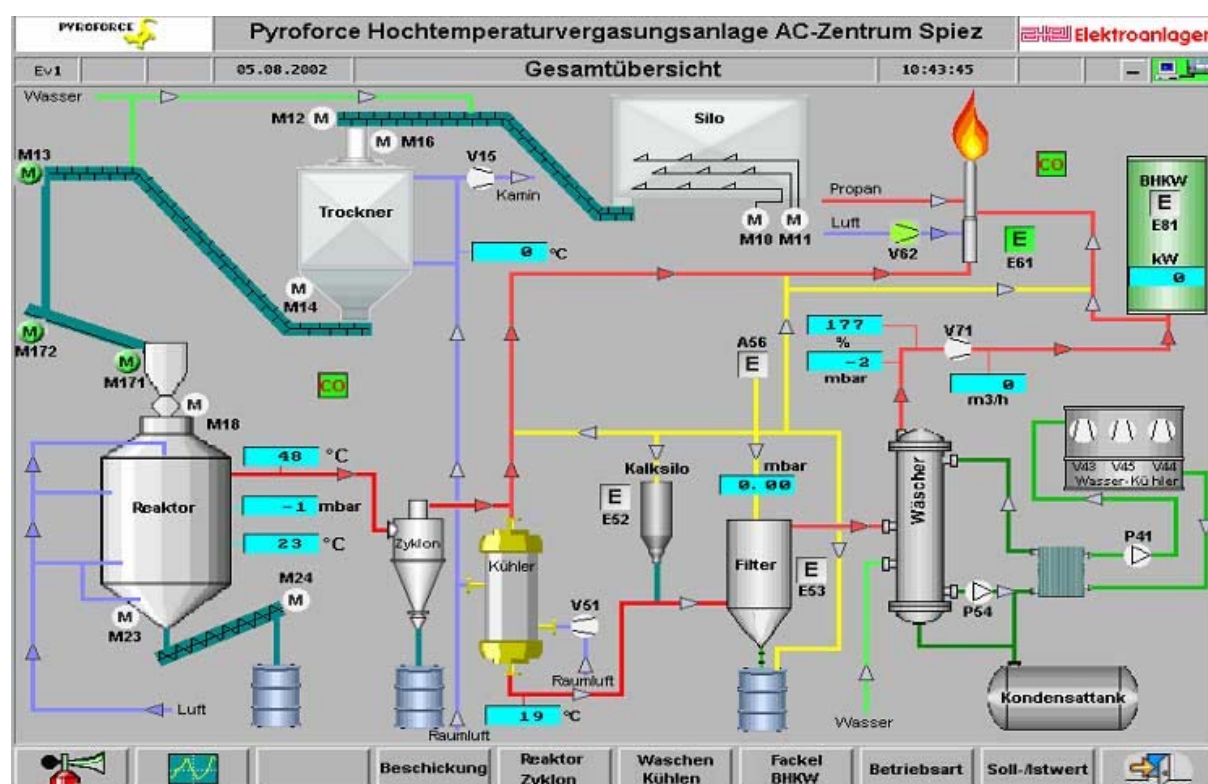 PYROFORCE
Pyroforce Hochtemperaturvergasungsanlage AC-Zentrum Spiez
Elektroanlagen
Ev1
05.08.2002
Gesamtübersicht
10:43:45
Wasser
M12 M
M M16
V15
Kamin
Silo
M13
M
Trockner
Propan
Luft
V62
M M
M10 M11
CO
E
E61
BHKW
E
E81
kW
0
0 °C
M
M14
M
M172
M
M171
CO
M
M18
A56
E
177
%
-2
mbar
V71
0
m3/h
48 °C
Reaktor
-1 mbar
23 °C
Zyklon
Kühler
Kalksilo
E
E52
mbar
0.00
Filter
E
E53
Wäscher
V43 V45 V44
Wasser-Kühler
P41
P54
M
M23
M24
M
V51
Raumluft
19 °C
Luft
Raumluft
Wasser
Kondensattank
Beschickung
Reaktor
Zyklon
Waschen
Kühlen
Fackel
BHKW
Betriebsart
Soll-/Istwert